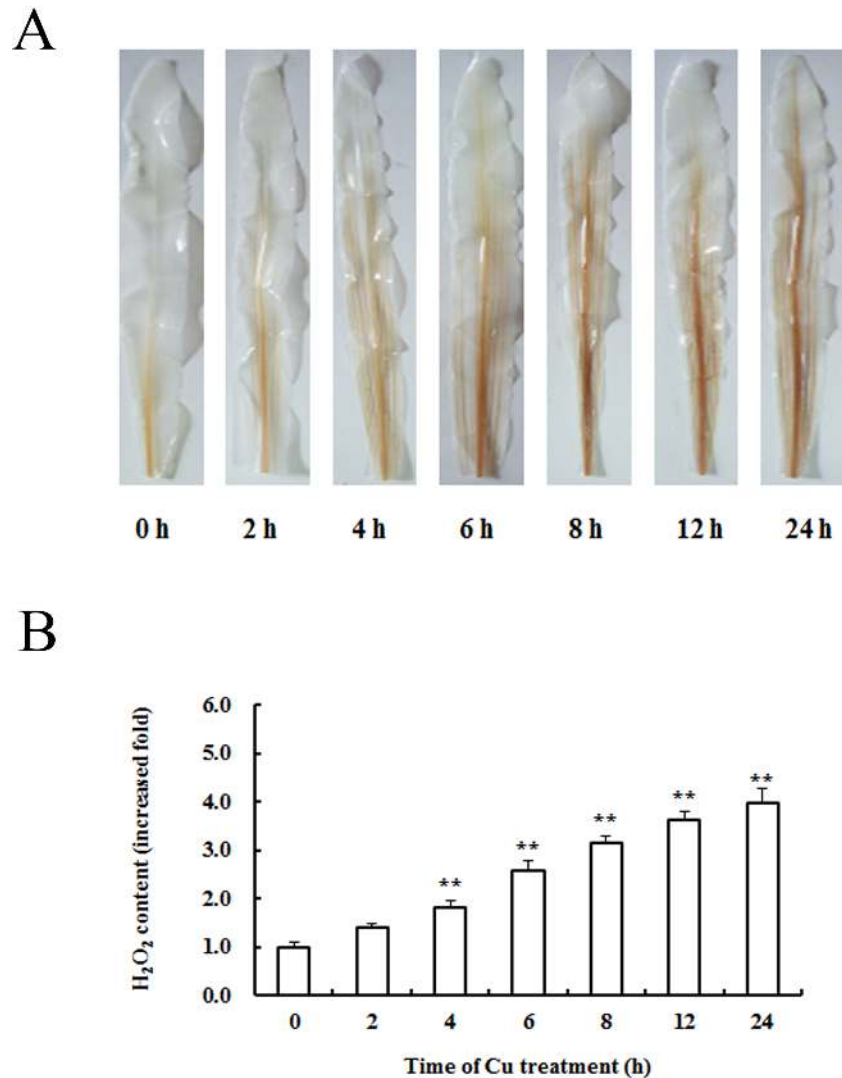 A
0 h 2 h 4 h 6 h 8 h 12 h 24 h
B
H₂O₂ content (increased fold)
6.0
5.0
4.0
3.0
2.0
1.0
0.0
** ** ** ** **
0 2 4 6 8 12 24
Time of Cu treatment (h)